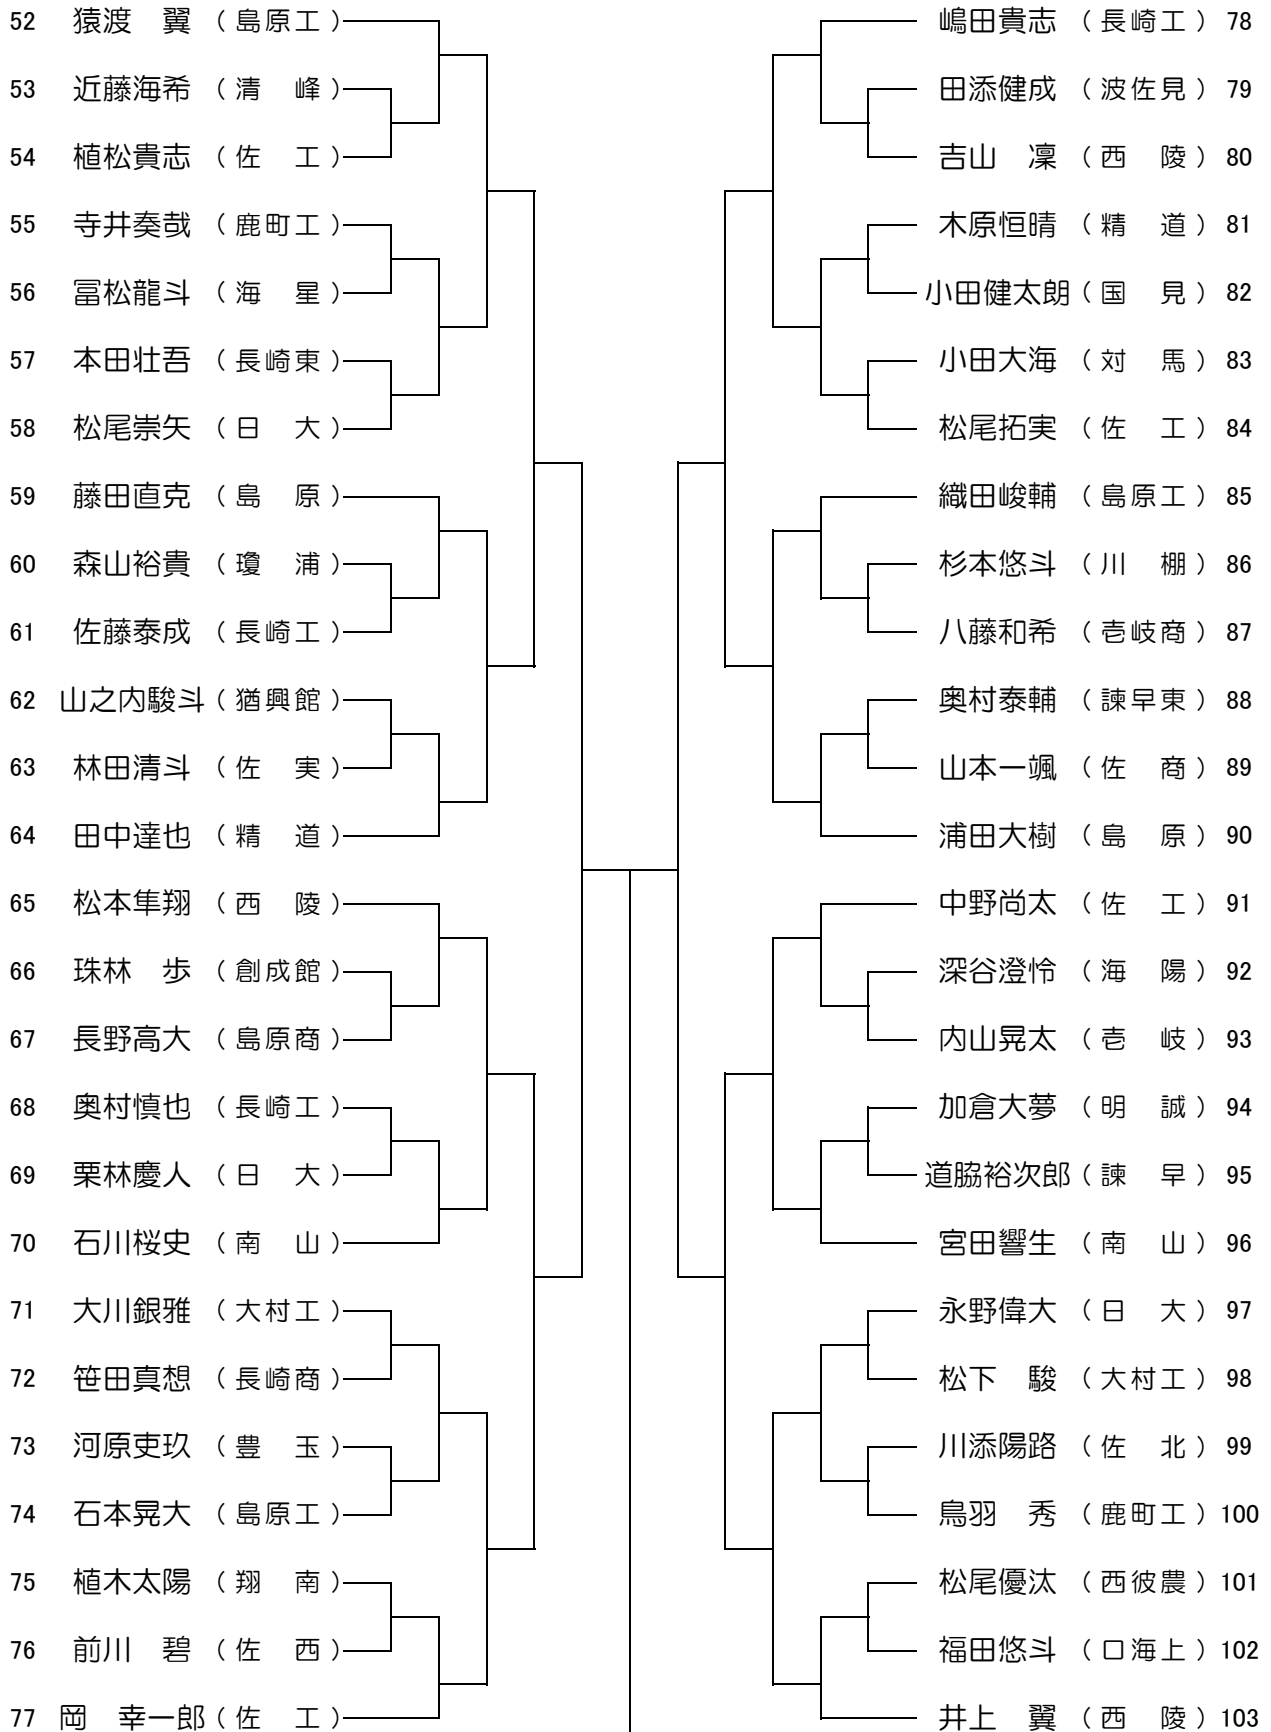 52 猿渡 翼 （島原工）
53 近藤海希 （清 峰）
54 植松貴志 （佐 工）
55 寺井奏哉 （鹿町工）
56 冨松龍斗 （海 星）
57 本田壮吾 （長崎東）
58 松尾崇矢 （日 大）
59 藤田直克 （島 原）
60 森山裕貴 （瓊 浦）
61 佐藤泰成 （長崎工）
62 山之内駿斗（猶興館）
63 林田清斗 （佐 実）
64 田中達也 （精 道）
65 松本隼翔 （西 陵）
66 珠林 歩 （創成館）
67 長野高大 （島原商）
68 奥村慎也 （長崎工）
69 栗林慶人 （日 大）
70 石川桜史 （南 山）
71 大川銀雅 （大村工）
72 笹田真想 （長崎商）
73 河原吏玖 （豊 玉）
74 石本晃大 （島原工）
75 植木太陽 （翔 南）
76 前川 碧 （佐 西）
77 岡 幸一郎（佐 工）
嶋田貴志 （長崎工） 78
田添健成 （波佐見） 79
吉山 凜 （西 陵） 80
木原恒晴 （精 道） 81
小田健太朗（国 見） 82
小田大海 （対 馬） 83
松尾拓実 （佐 工） 84
織田峻輔 （島原工） 85
杉本悠斗 （川 棚） 86
八藤和希 （壱岐商） 87
奥村泰輔 （諫早東） 88
山本一颯 （佐 商） 89
浦田大樹 （島 原） 90
中野尚太 （佐 工） 91
深谷澄怜 （海 陽） 92
内山晃太 （壱 岐） 93
加倉大夢 （明 誠） 94
道脇裕次郎（諫 早） 95
宮田響生 （南 山） 96
永野偉大 （日 大） 97
松下 駿 （大村工） 98
川添陽路 （佐 北） 99
鳥羽 秀 （鹿町工） 100
松尾優汰 （西彼農） 101
福田悠斗 （口海上） 102
井上 翼 （西 陵） 103